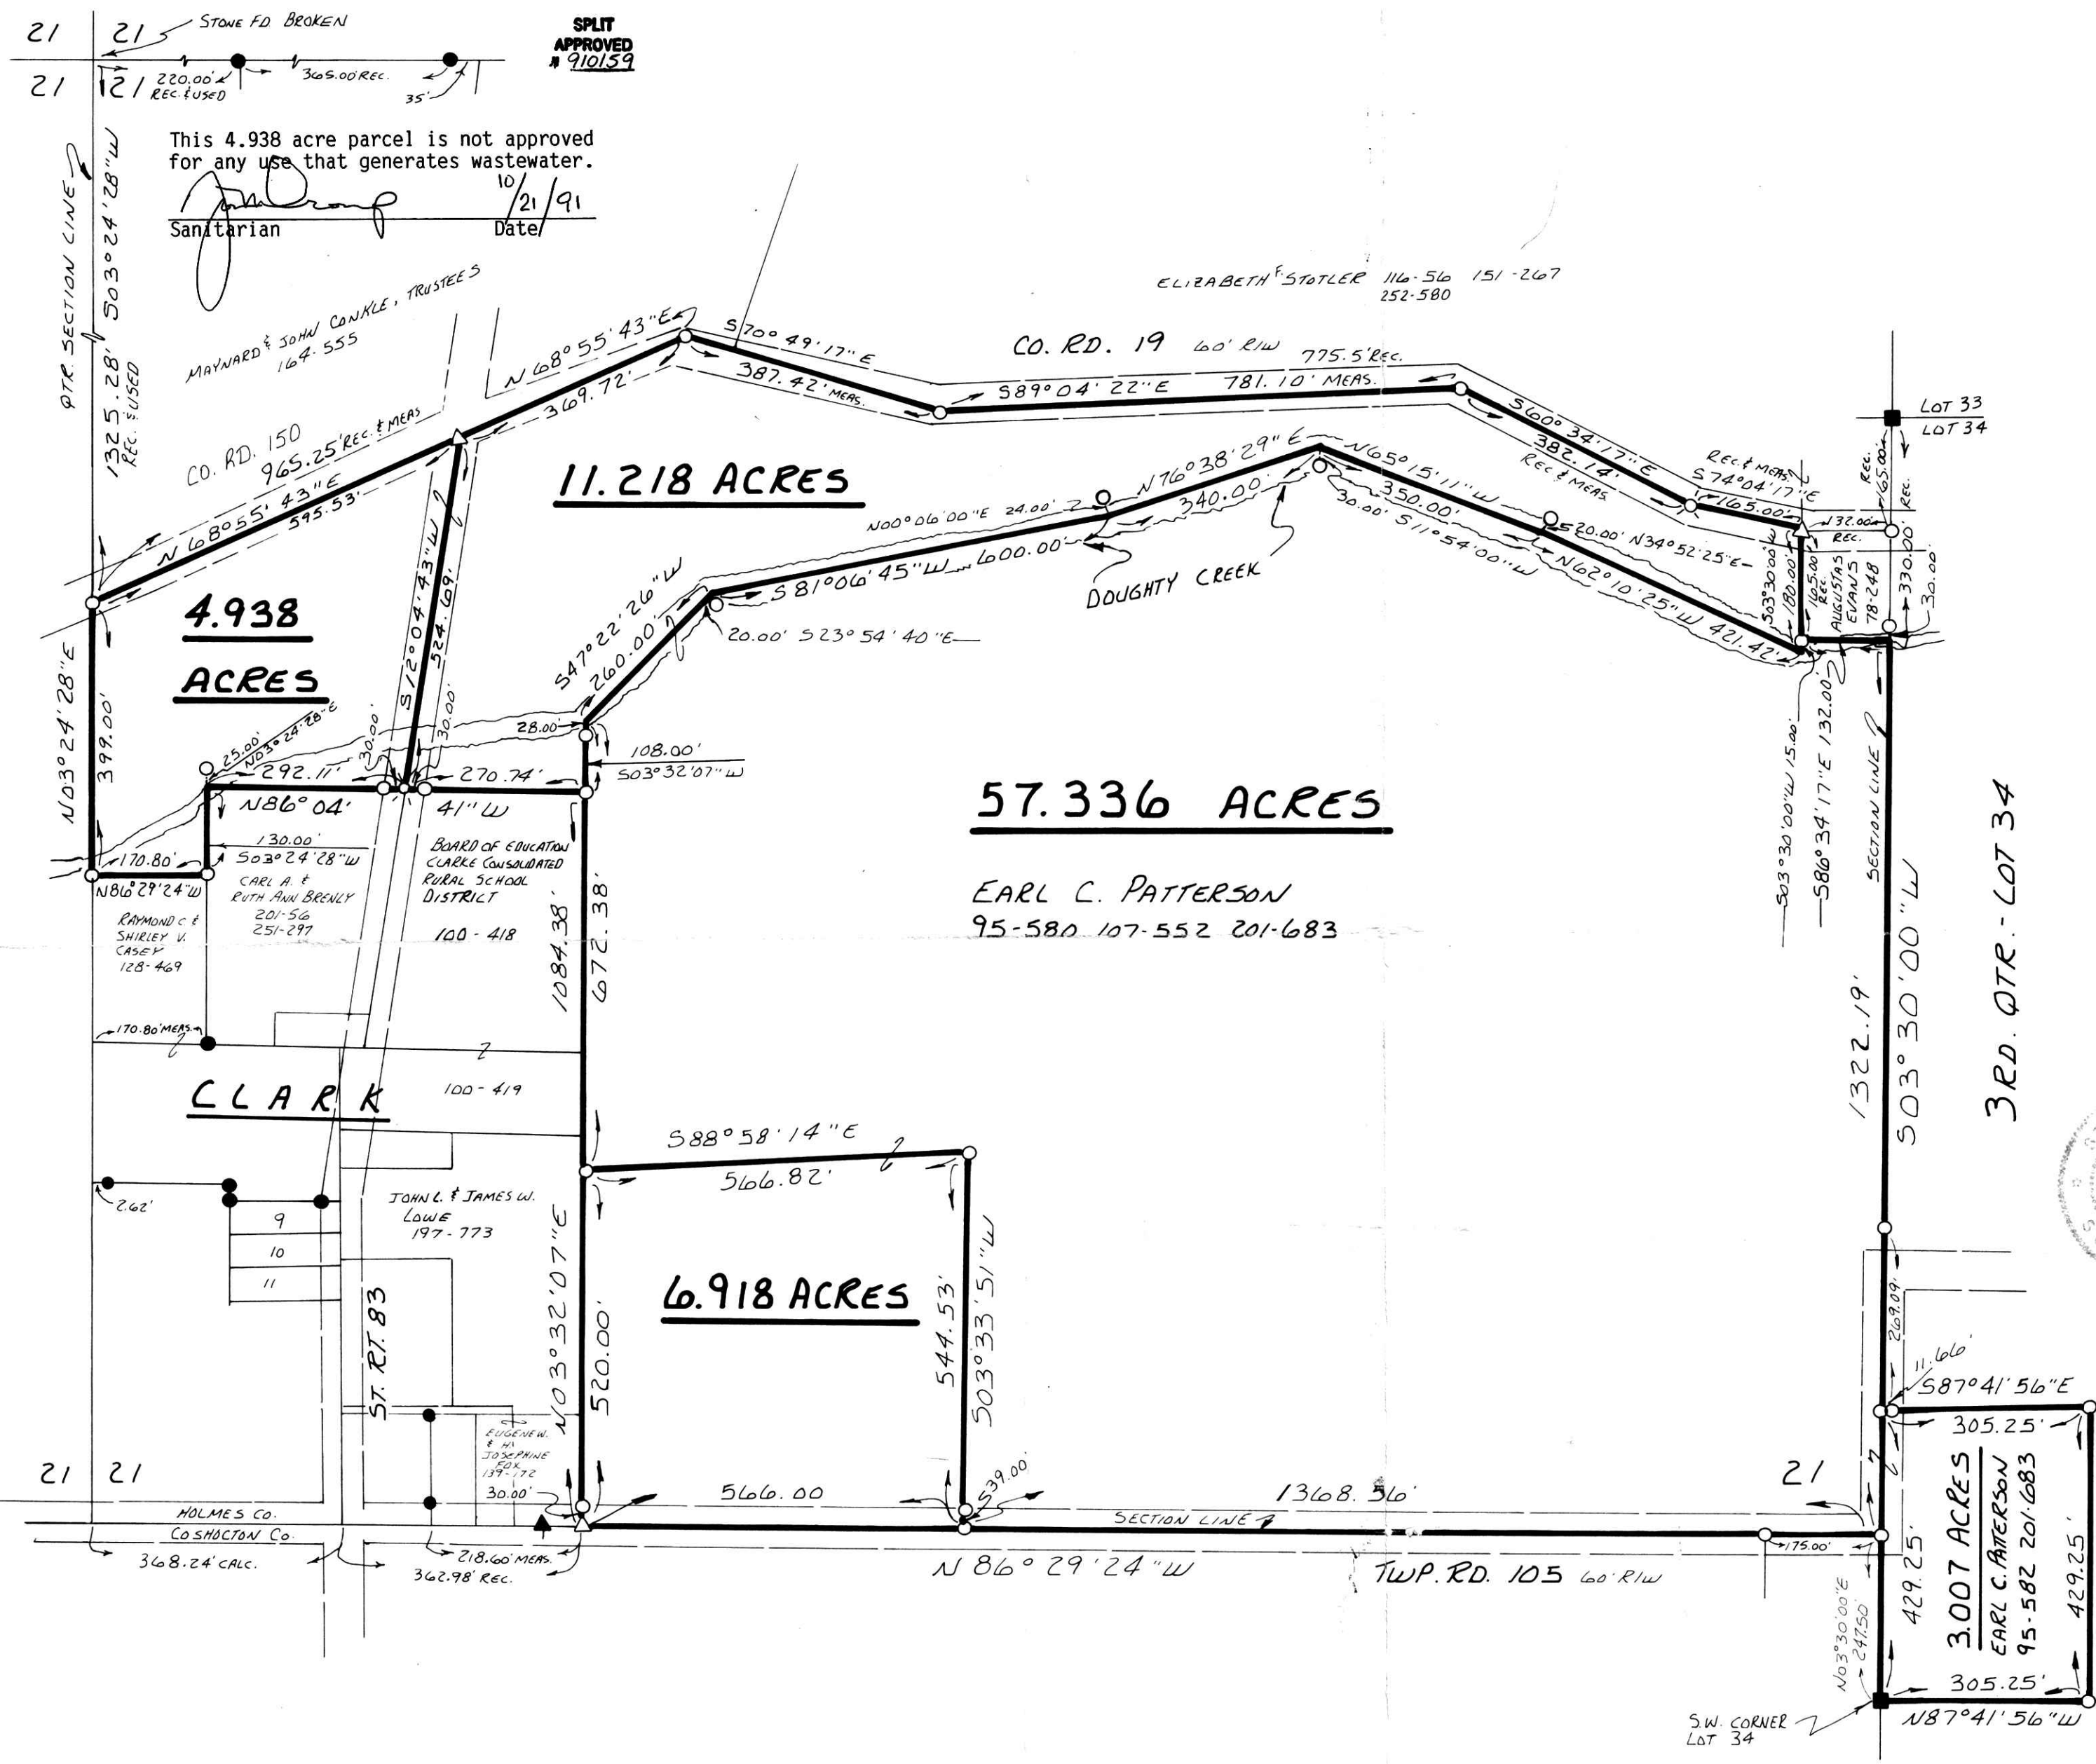 21
21
STONE FD BROKEN
21
21
220.00'
REC. & USED
365.00' REC.
35'
SPLIT
APPROVED
# 910159
This 4.938 acre parcel is not approved
for any use that generates wastewater.
10/21/91
Sanitarian
Date
QTR. SECTION LINE
S03°24'28"W
1325.28'
REC. & USED
MAYNARD & JOHN CONKLE, TRUSTEES
164-555
CO. RD. 150
965.25' REC. & MEAS
N68°55'43"E
595.53'
N68°55'43"E
369.72'
S70°49'17"E
387.42' MEAS.
ELIZABETH F. STOTLER 116-56 151-267
252-580
CO. RD. 19 60' R/W
775.5' REC.
S89°04'22"E 781.10' MEAS.
S60°34'17"E
382.14'
REC & MEAS
REC. & MEAS.
S74°04'17"E
165.00'
LOT 33
LOT 34
REC.
165.00'
REC.
330.00'
30.00'
132.00'
REC.
S03°30'00"W
180.00'
165.00'
REC.
AUGUSTAS
EVANS
78-248
11.218 ACRES
N00°06'00"E 24.00'
N76°38'29"E
340.00'
N65°15'11"W
350.00'
30.00' S11°54'00"W
20.00' N34°52'25"E
N62°10'25"W 421.42'
S81°06'45"W 600.00'
DOUGHTY CREEK
S47°22'26"W
260.00'
20.00' S23°54'40"E
4.938
ACRES
S12°04'43"W
524.69'
N03°24'28"E
399.00'
25.00'
N03°24'28"E
30.00'
30.00'
28.00'
292.11'
270.74'
N86°04'
41"W
108.00'
S03°32'07"W
130.00'
S03°24'28"W
170.80'
N86°29'24"W
RAYMOND C &
SHIRLEY V.
CASEY
128-469
CARL A. &
RUTH ANN BRENLY
201-56
251-297
BOARD OF EDUCATION
CLARKE CONSOLIDATED
RURAL SCHOOL
DISTRICT
100-418
1084.38'
672.38'
57.336 ACRES
EARL C. PATTERSON
95-580 107-552 201-683
S03°30'00"W 15.00'
S86°34'17"E 132.00'
SECTION LINE
1322.19'
S03°30'00"W
3RD. QTR. - LOT 34
170.80' MEAS.
CLARK
100-419
2.62'
9
10
11
JOHN L. & JAMES W.
LOWE
197-773
ST. RT. 83
S88°58'14"E
566.82'
N03°32'07"E
520.00'
6.918 ACRES
544.53'
S03°33'51"W
EUGENE W.
&
JOSEPHINE
FOX
139-172
30.00'
21
21
HOLMES CO.
COSHOCTON CO.
368.24' CALC.
218.60' MEAS.
362.98' REC.
566.00
39.00'
1368.56'
SECTION LINE
N86°29'24"W
TWP. RD. 105 60' R/W
175.00'
21
269.09'
11.66'
S87°41'56"E
305.25'
429.25'
3.007 ACRES
EARL C. PATTERSON
95-582 201-683
429.25'
N03°30'00"E
247.50'
305.25'
N87°41'56"W
S.W. CORNER
LOT 34